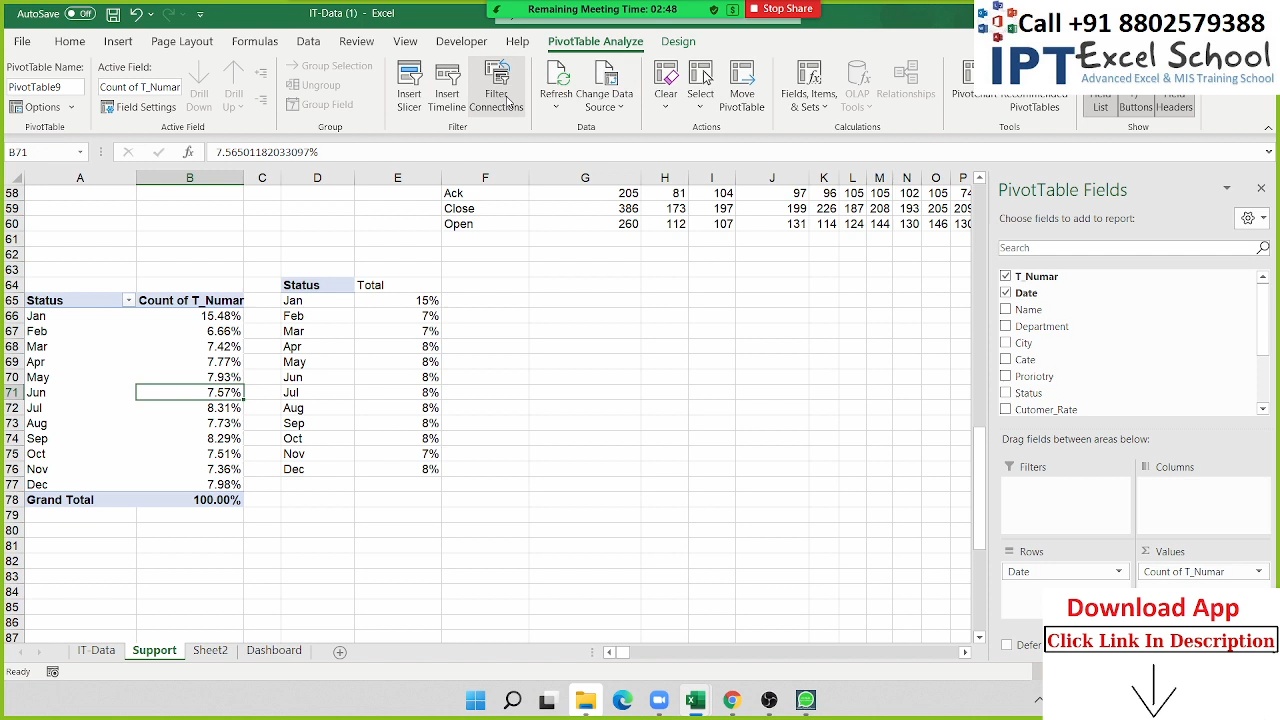 AutoSave Off
IT-Data (1) - Excel
Remaining Meeting Time: 02:48
Stop Share
Call +91 8802579388
IPT Excel School
Advanced Excel & MIS Training School
File Home Insert Page Layout Formulas Data Review View Developer Help PivotTable Analyze Design
PivotTable Name:
PivotTable9
Options
PivotTable
Active Field:
Count of T_Numar
Field Settings
Drill Down
Drill Up
Active Field
Group Selection
Ungroup
Group Field
Group
Insert Slicer
Insert Timeline
Filter Connections
Filter
Refresh
Change Data Source
Data
Clear
Select
Move PivotTable
Actions
Fields, Items, & Sets
OLAP Tools
Relationships
Calculations
PivotTables
Tools
List
Buttons
Headers
Show
B71
7.56501182033097%
A B C D E F G H I J K L M N O P
58 Ack 205 81 104 97 96 105 105 102 105 74
59 Close 386 173 197 199 226 187 208 193 205 209
60 Open 260 112 107 131 114 124 144 130 146 130
61
62
63
64 Status Total
65 Status Count of T_Numar Jan 15%
66 Jan 15.48% Feb 7%
67 Feb 6.66% Mar 7%
68 Mar 7.42% Apr 8%
69 Apr 7.77% May 8%
70 May 7.93% Jun 8%
71 Jun 7.57% Jul 8%
72 Jul 8.31% Aug 8%
73 Aug 7.73% Sep 8%
74 Sep 8.29% Oct 8%
75 Oct 7.51% Nov 7%
76 Nov 7.36% Dec 8%
77 Dec 7.98%
78 Grand Total 100.00%
79
80
81
82
83
84
85
86
87
PivotTable Fields
Choose fields to add to report:
Search
T_Numar
Date
Name
Department
City
Cate
Proriotry
Status
Cutomer_Rate
Drag fields between areas below:
Filters
Columns
Rows
Values
Date
Count of T_Numar
Defer
Download App
Click Link In Description
IT-Data Support Sheet2 Dashboard
Ready